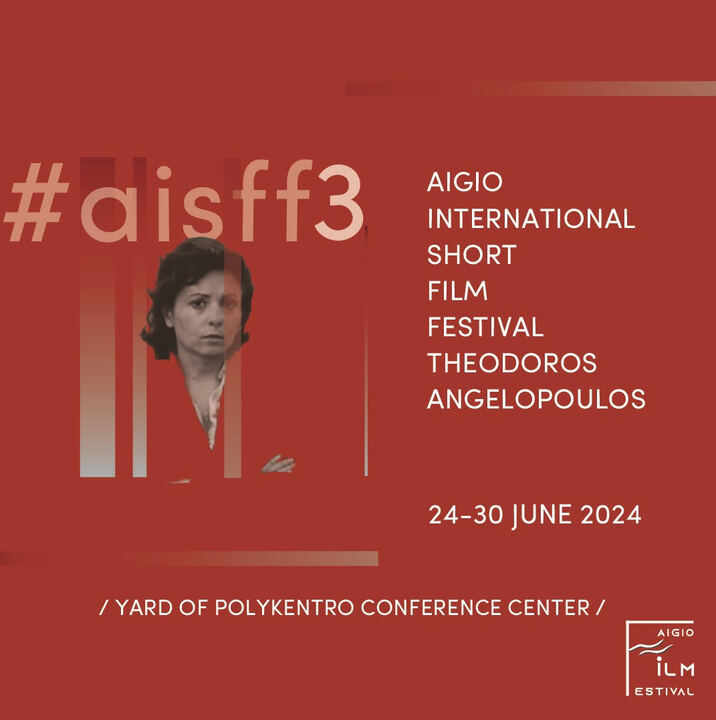 #aisff3
AIGIO
INTERNATIONAL
SHORT
FILM
FESTIVAL
THEODOROS
ANGELOPOULOS
24-30 JUNE 2024
/ YARD OF POLYKENTRO CONFERENCE CENTER /
AIGIO
FILM
FESTIVAL